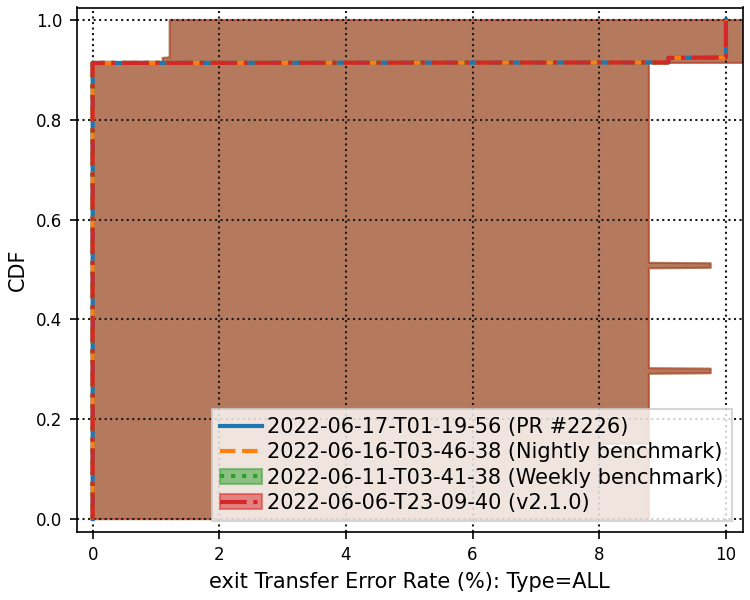 1.0
0.8
0.6
0.4
0.2
0.0
CDF
2022-06-17-T01-19-56 (PR #2226)
2022-06-16-T03-46-38 (Nightly benchmark)
2022-06-11-T03-41-38 (Weekly benchmark)
2022-06-06-T23-09-40 (v2.1.0)
0 2 4 6 8 10
exit Transfer Error Rate (%): Type=ALL